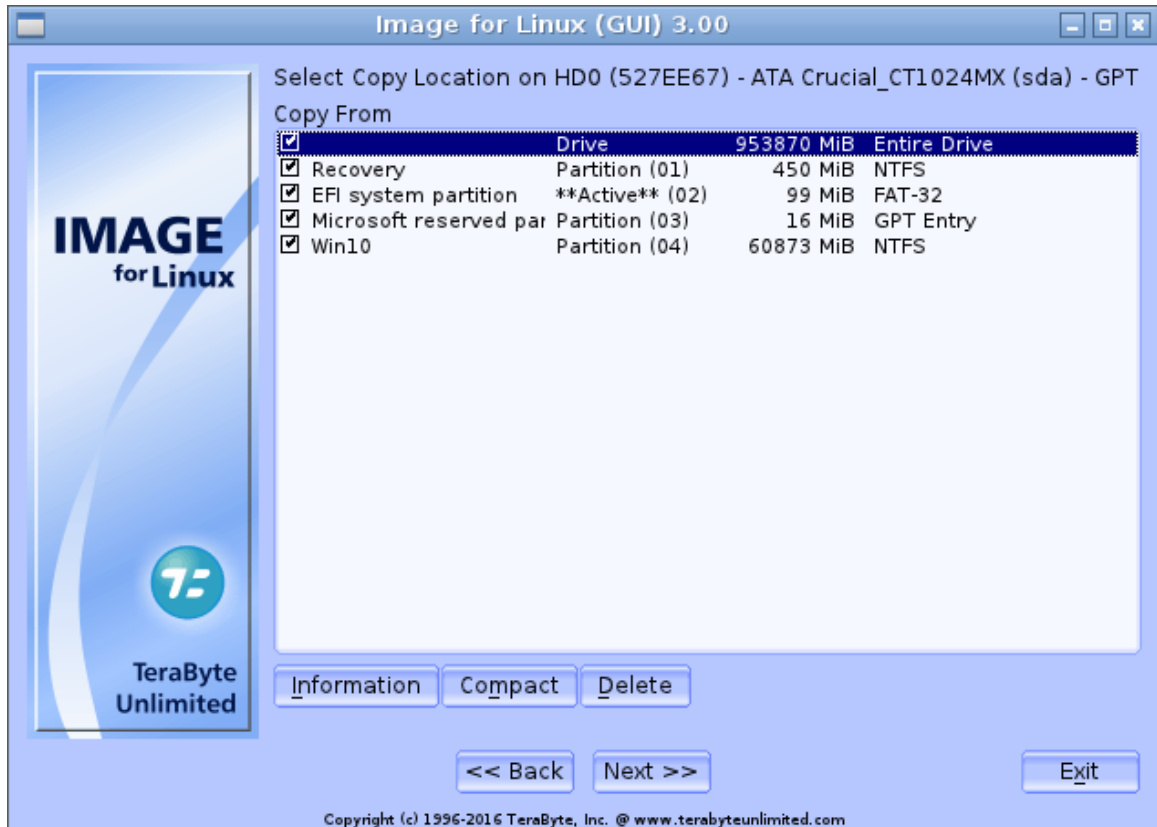 Image for Linux (GUI) 3.00
Select Copy Location on HD0 (527EE67) - ATA Crucial_CT1024MX (sda) - GPT
Copy From
Drive 953870 MiB Entire Drive
Recovery Partition (01) 450 MiB NTFS
EFI system partition **Active** (02) 99 MiB FAT-32
Microsoft reserved par Partition (03) 16 MiB GPT Entry
Win10 Partition (04) 60873 MiB NTFS
IMAGE
for Linux
TeraByte
Unlimited
Information Compact Delete
<< Back Next >> Exit
Copyright (c) 1996-2016 TeraByte, Inc. @ www.terabyteunlimited.com